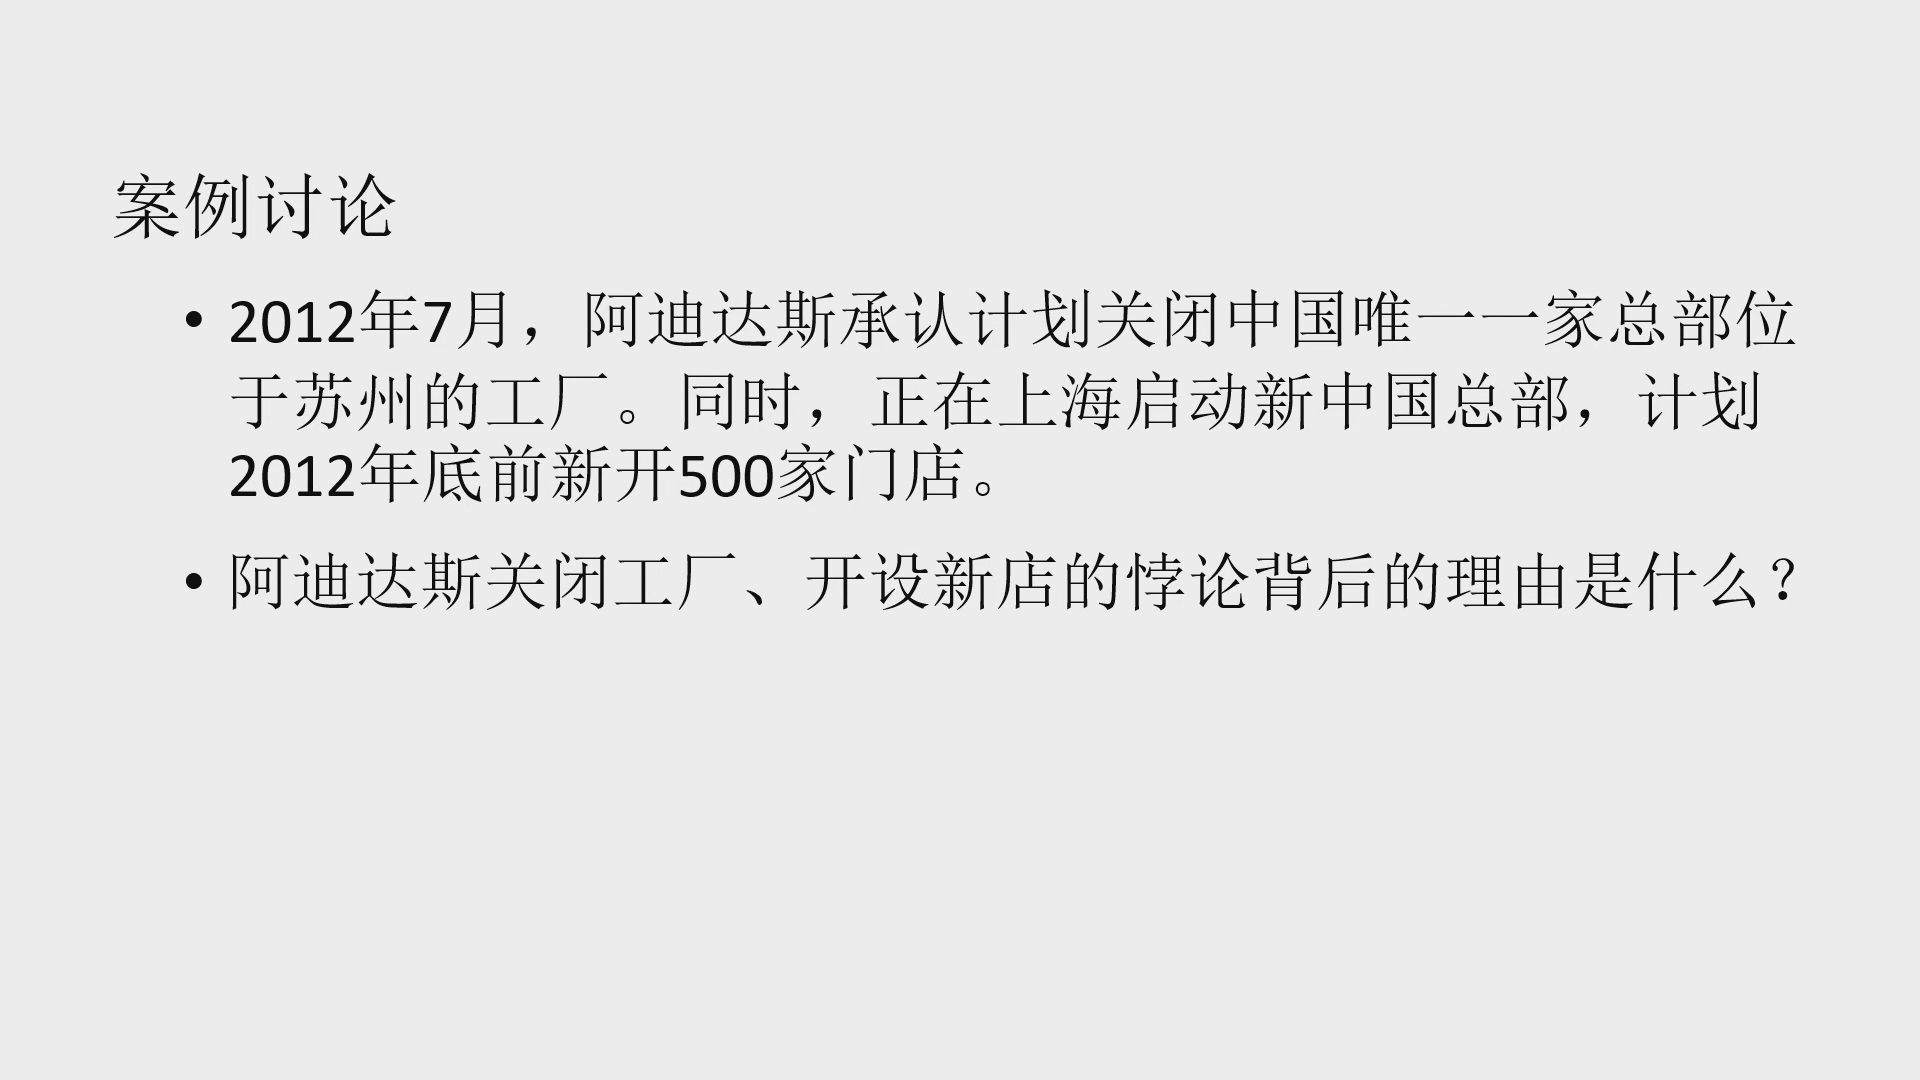 案例讨论
• 2012年7月，阿迪达斯承认计划关闭中国唯一一家总部位
于苏州的工厂。同时，正在上海启动新中国总部，计划
2012年底前新开500家门店。
• 阿迪达斯关闭工厂、开设新店的悖论背后的理由是什么？